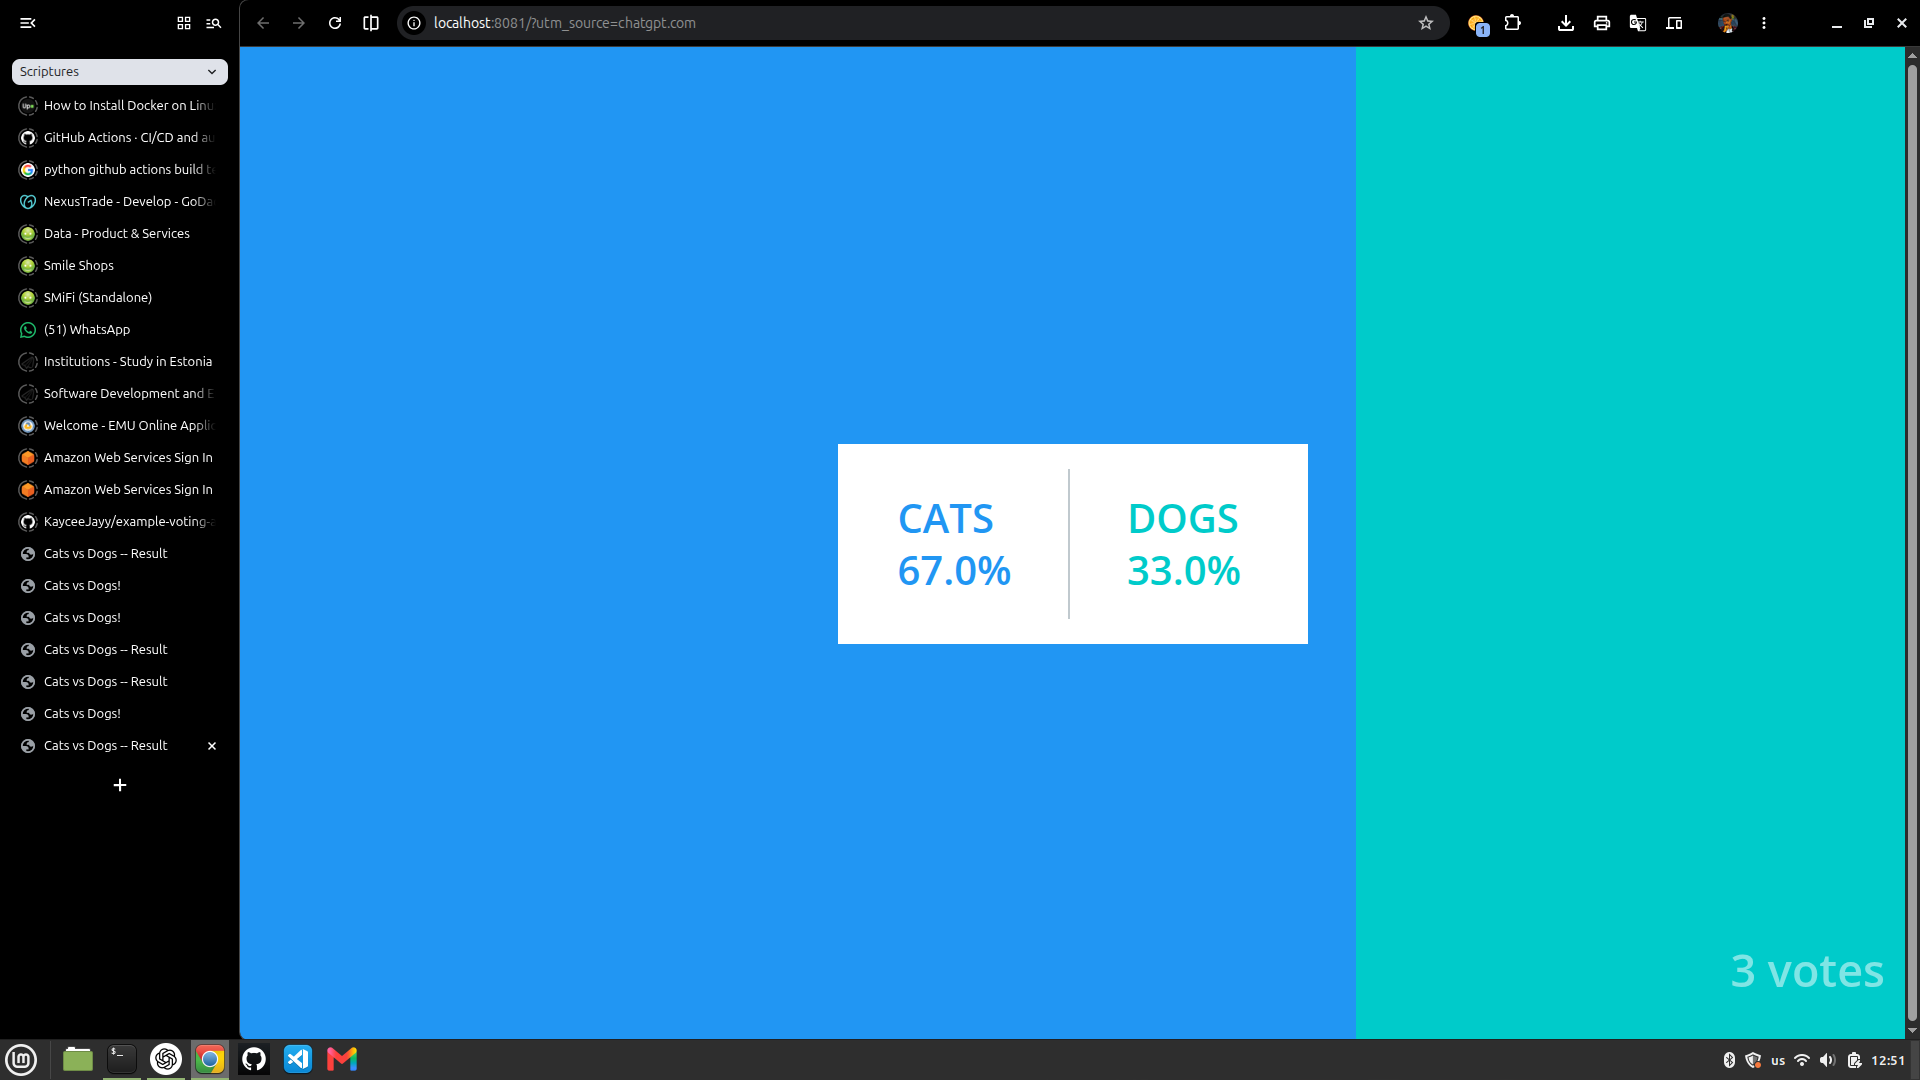 localhost:8081/?utm_source=chatgpt.com
1
Scriptures
How to Install Docker on Linu
GitHub Actions · CI/CD and au
python github actions build te
NexusTrade - Develop - GoDa
Data - Product & Services
Smile Shops
SMiFi (Standalone)
(51) WhatsApp
Institutions - Study in Estonia
Software Development and E
Welcome - EMU Online Applic
Amazon Web Services Sign In
Amazon Web Services Sign In
KayceeJayy/example-voting-a
Cats vs Dogs -- Result
Cats vs Dogs!
Cats vs Dogs!
Cats vs Dogs -- Result
Cats vs Dogs -- Result
Cats vs Dogs!
Cats vs Dogs -- Result
CATS
67.0%
DOGS
33.0%
3 votes
us
12:51